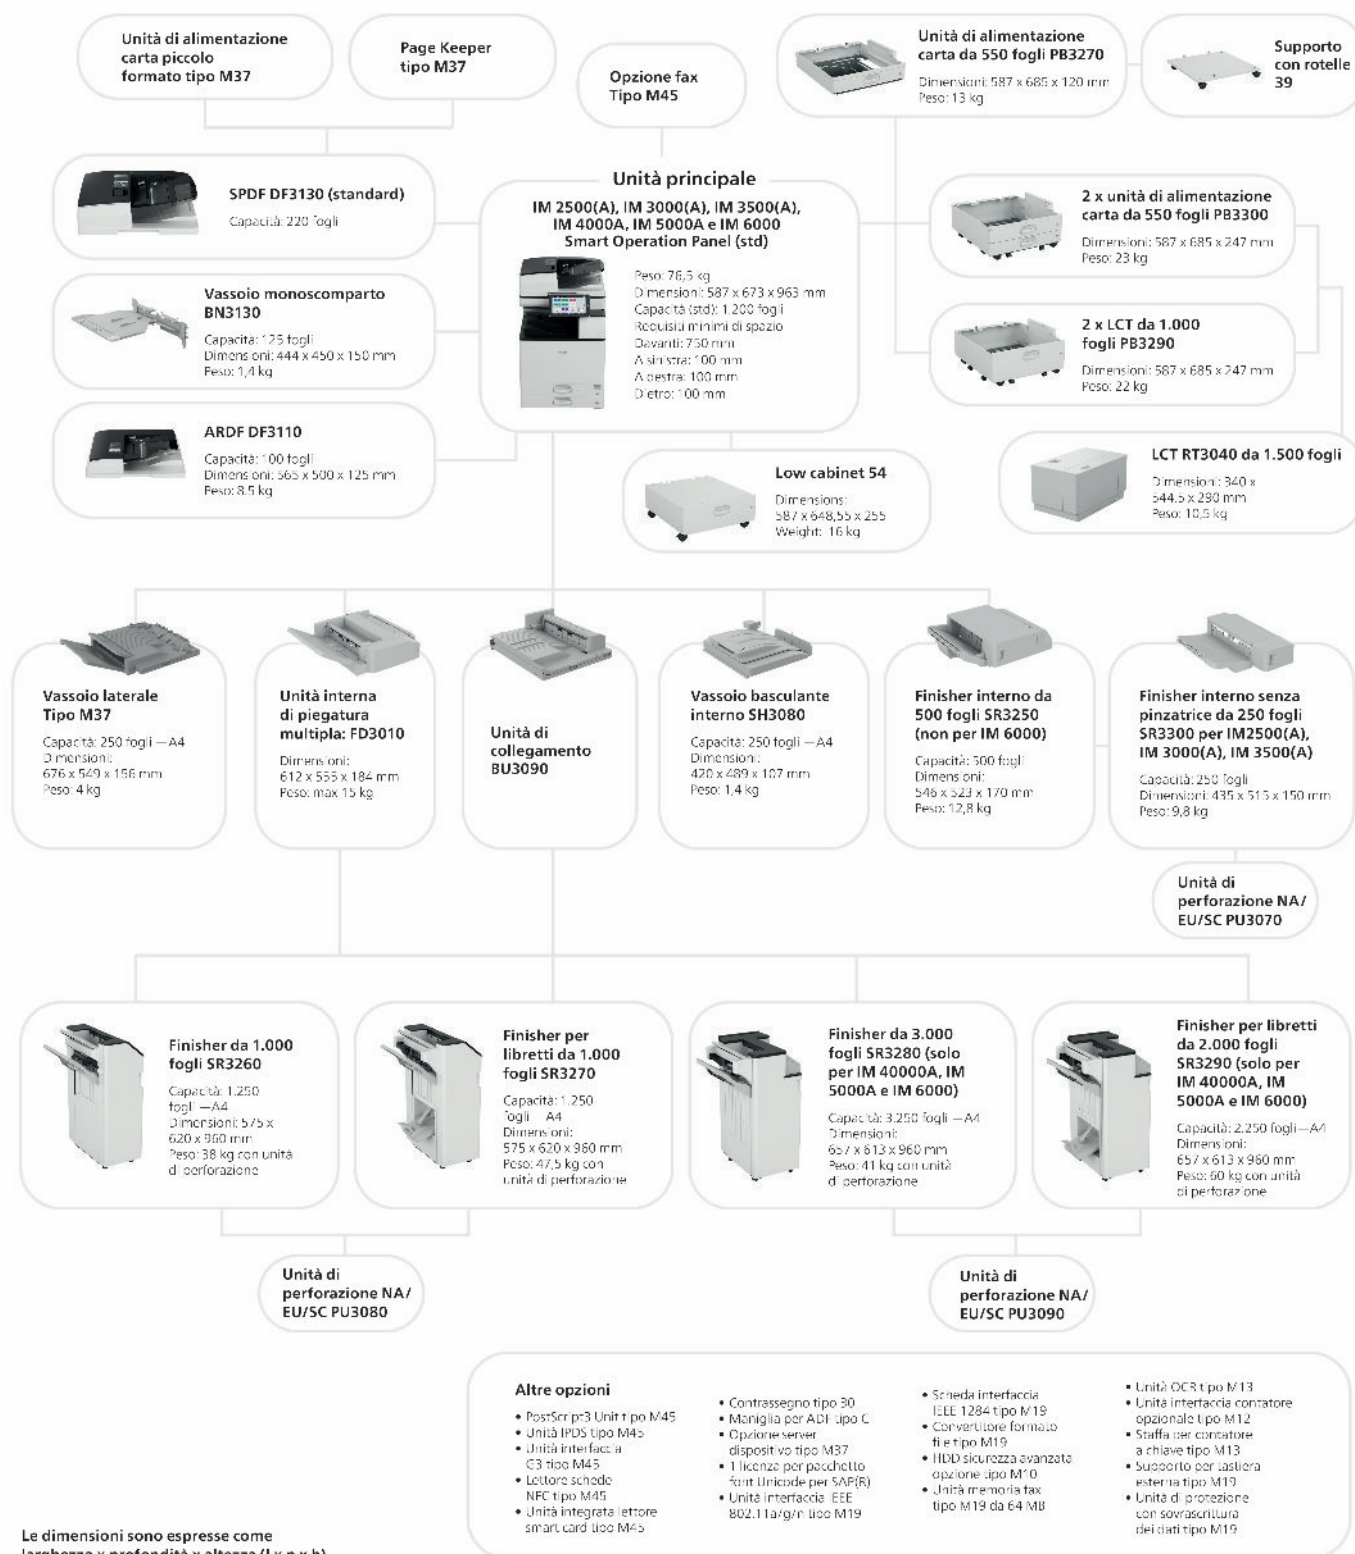 Unità di alimentazione
carta piccolo
formato tipo M37
Page Keeper
tipo M37
Opzione fax
Tipo M45
Unità di alimentazione
carta da 550 fogli PB3270
Dimensioni: 587 x 685 x 120 mm
Peso: 13 kg
Supporto
con rotelle
39
SPDF DF3130 (standard)
Capacità: 220 fogli
Unità principale
IM 2500(A), IM 3000(A), IM 3500(A),
IM 4000A, IM 5000A e IM 6000
Smart Operation Panel (std)
Peso: 76,5 kg
Dimensioni: 587 x 673 x 963 mm
Capacità (std): 1.200 fogli
Requisiti minimi di spazio
Davanti: 750 mm
A sinistra: 100 mm
A destra: 100 mm
Dietro: 100 mm
2 x unità di alimentazione
carta da 550 fogli PB3300
Dimensioni: 587 x 685 x 247 mm
Peso: 23 kg
Vassoio monoscomparto
BN3130
Capacità: 125 fogli
Dimensioni: 444 x 450 x 150 mm
Peso: 1,4 kg
2 x LCT da 1.000
fogli PB3290
Dimensioni: 587 x 685 x 247 mm
Peso: 22 kg
ARDF DF3110
Capacità: 100 fogli
Dimensioni: 565 x 500 x 125 mm
Peso: 8.5 kg
Low cabinet 54
Dimensions:
587 x 648,55 x 255
Weight: 16 kg
LCT RT3040 da 1.500 fogli
Dimensioni: 340 x
544.5 x 290 mm
Peso: 10,5 kg
Vassoio laterale
Tipo M37
Capacità: 250 fogli —A4
Dimensioni:
676 x 549 x 156 mm
Peso: 4 kg
Unità interna
di piegatura
multipla: FD3010
Dimensioni:
612 x 555 x 184 mm
Peso: max 15 kg
Unità di
collegamento
BU3090
Vassoio basculante
interno SH3080
Capacità: 250 fogli —A4
Dimensioni:
420 x 489 x 107 mm
Peso: 1,4 kg
Finisher interno da
500 fogli SR3250
(non per IM 6000)
Capacità: 500 fogli
Dimensioni:
546 x 523 x 170 mm
Peso: 12,8 kg
Finisher interno senza
pinzatrice da 250 fogli
SR3300 per IM2500(A),
IM 3000(A), IM 3500(A)
Capacità: 250 fogli
Dimensioni: 435 x 515 x 150 mm
Peso: 9,8 kg
Unità di
perforazione NA/
EU/SC PU3070
Finisher da 1.000
fogli SR3260
Capacità: 1.250
fogli —A4
Dimensioni: 575 x
620 x 960 mm
Peso: 38 kg con unità
di perforazione
Finisher per
libretti da 1.000
fogli SR3270
Capacità: 1.250
fogli —A4
Dimensioni:
575 x 620 x 960 mm
Peso: 47,5 kg con
unità di perforazione
Finisher da 3.000
fogli SR3280 (solo
per IM 40000A, IM
5000A e IM 6000)
Capacità: 3.250 fogli —A4
Dimensioni:
657 x 613 x 960 mm
Peso: 41 kg con unità
di perforazione
Finisher per libretti
da 2.000 fogli
SR3290 (solo per
IM 40000A, IM
5000A e IM 6000)
Capacità: 2.250 fogli—A4
Dimensioni:
657 x 613 x 960 mm
Peso: 60 kg con unità
di perforazione
Unità di
perforazione NA/
EU/SC PU3080
Unità di
perforazione NA/
EU/SC PU3090
Altre opzioni
• PostScript3 Unit tipo M45
• Unità IPDS tipo M45
• Unità interfaccia
G3 tipo M45
• Lettore schede
NFC tipo M45
• Unità integrata lettore
smart card tipo M45
• Contrassegno tipo 30
• Maniglia per ADF tipo C
• Opzione server
dispositivo tipo M37
• 1 licenza per pacchetto
font Unicode per SAP(R)
• Unità interfaccia IEEE
802.11a/g/n tipo M19
• Scheda interfaccia
IEEE 1284 tipo M19
• Convertitore formato
file tipo M19
• HDD sicurezza avanzata
opzione tipo M10
• Unità memoria fax
tipo M19 da 64 MB
• Unità OCR tipo M13
• Unità interfaccia contatore
opzionale tipo M12
• Staffa per contatore
a chiave tipo M13
• Supporto per tastiera
esterna tipo M19
• Unità di protezione
con sovrascrittura
dei dati tipo M19
Le dimensioni sono espresse come
larghezza x profondità x altezza (l x p x h)